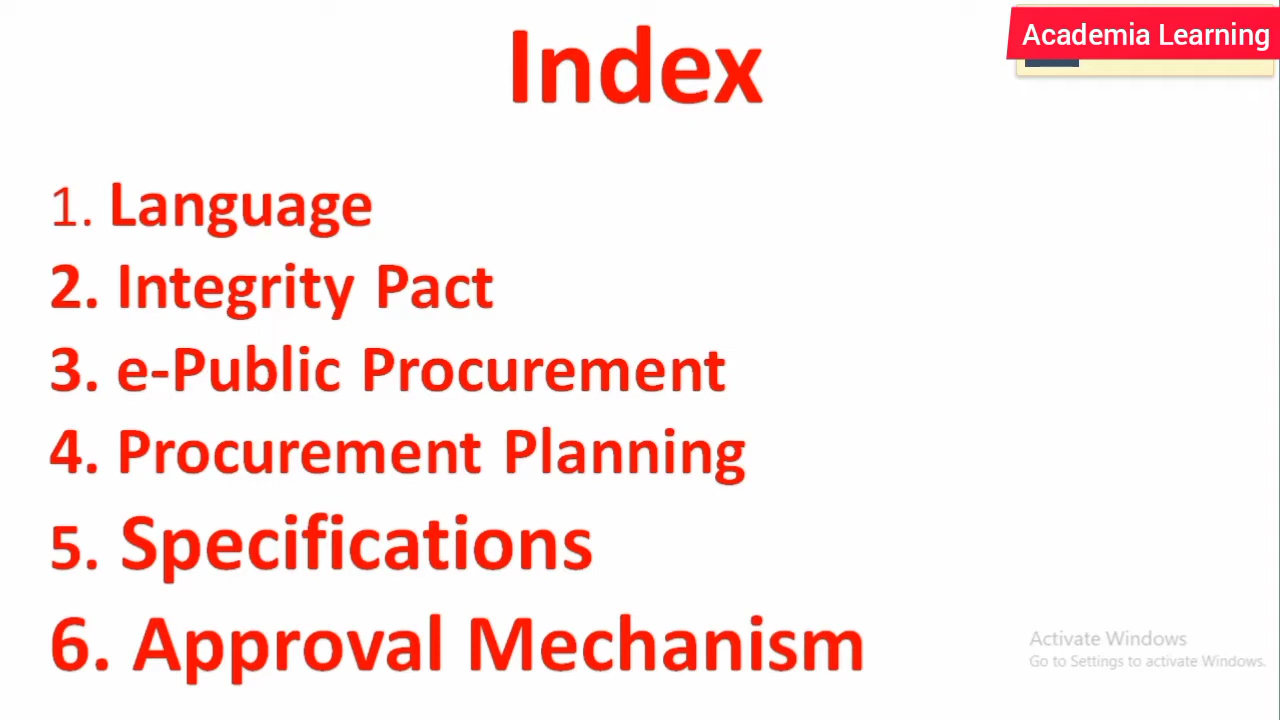 Academia Learning
Index
1. Language
2. Integrity Pact
3. e-Public Procurement
4. Procurement Planning
5. Specifications
6. Approval Mechanism
Activate Windows
Go to Settings to activate Windows.